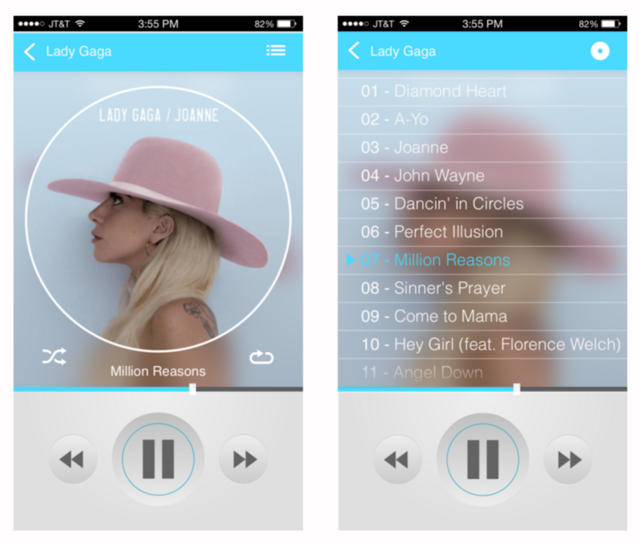 JT&T 3:55 PM 82%
Lady Gaga
LADY GAGA / JOANNE
Million Reasons
JT&T 3:55 PM 82%
Lady Gaga
01 - Diamond Heart
02 - A-Yo
03 - Joanne
04 - John Wayne
05 - Dancin' in Circles
06 - Perfect Illusion
07 - Million Reasons
08 - Sinner's Prayer
09 - Come to Mama
10 - Hey Girl (feat. Florence Welch)
11 - Angel Down